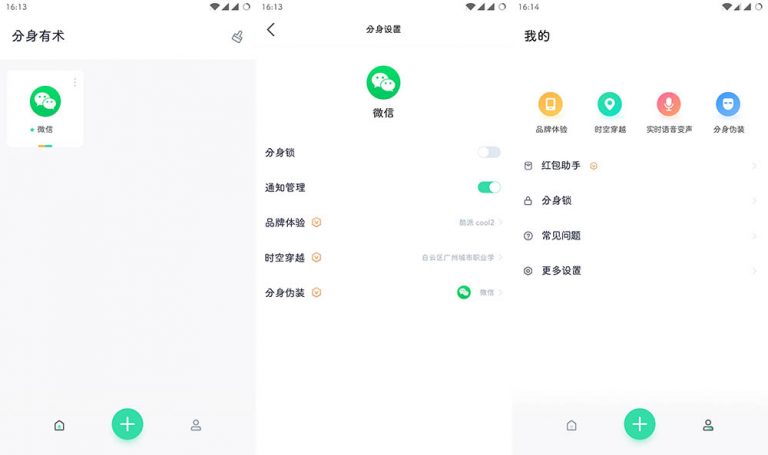 16:13
分身有术
微信
16:13
分身设置
微信
分身锁
通知管理
品牌体验
酷派 cool2
时空穿越
白云区广州城市职业学
分身伪装
微信
16:14
我的
品牌体验
时空穿越
实时语音变声
分身伪装
红包助手
分身锁
常见问题
更多设置